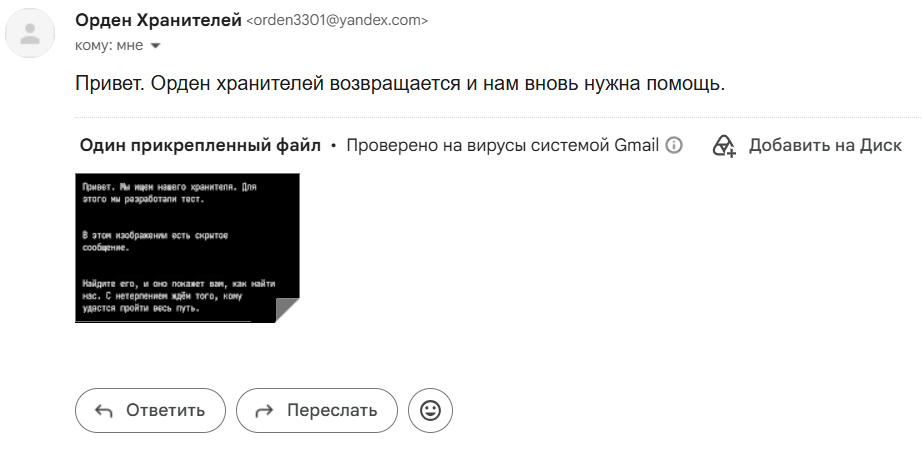 Орден Хранителей <orden3301@yandex.com>
кому: мне
Привет. Орден хранителей возвращается и нам вновь нужна помощь.
Один прикрепленный файл • Проверено на вирусы системой Gmail
Добавить на Диск
Привет. Мы ищем нашего хранителя. Для
этого мы разработали тест.
В этом изображении есть скрытое
сообщение.
Найдите его, и оно покажет вам, как найти
нас. С нетерпением ждём того, кому
удастся пройти весь путь.
Ответить
Переслать